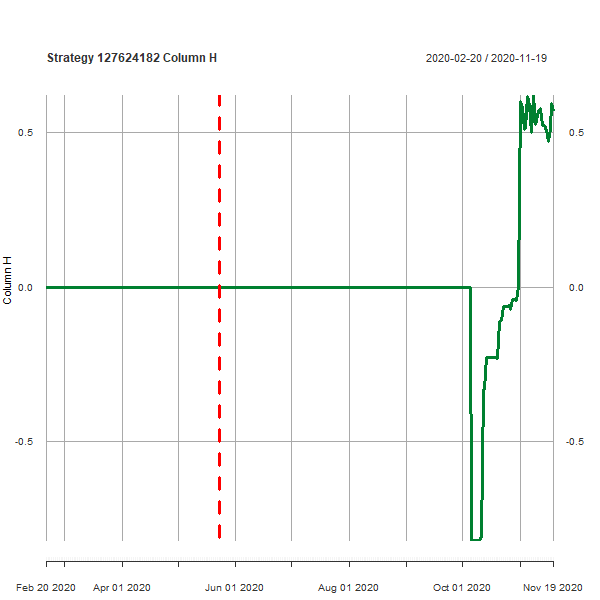 Strategy 127624182 Column H
2020-02-20 / 2020-11-19
0.5
0.5
Column H
0.0
0.0
-0.5
-0.5
Feb 20 2020
Apr 01 2020
Jun 01 2020
Aug 01 2020
Oct 01 2020
Nov 19 2020